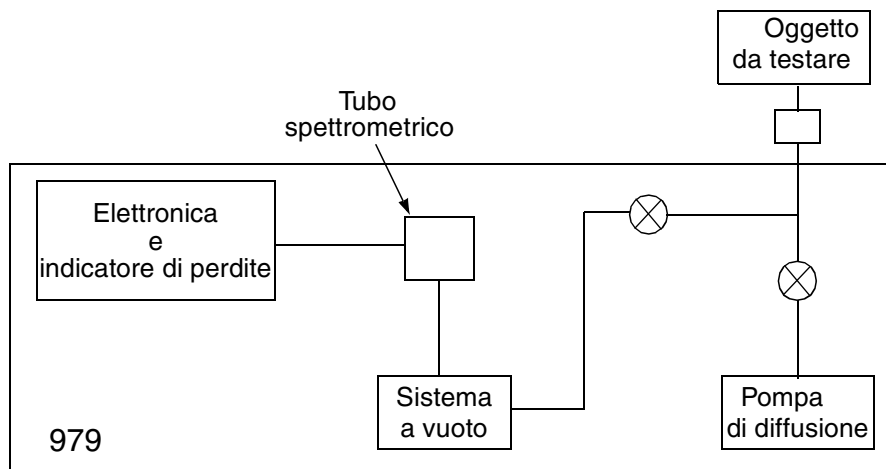 Oggetto
da testare
Tubo
spettrometrico
Elettronica
e
indicatore di perdite
Sistema
a vuoto
Pompa
di diffusione
979